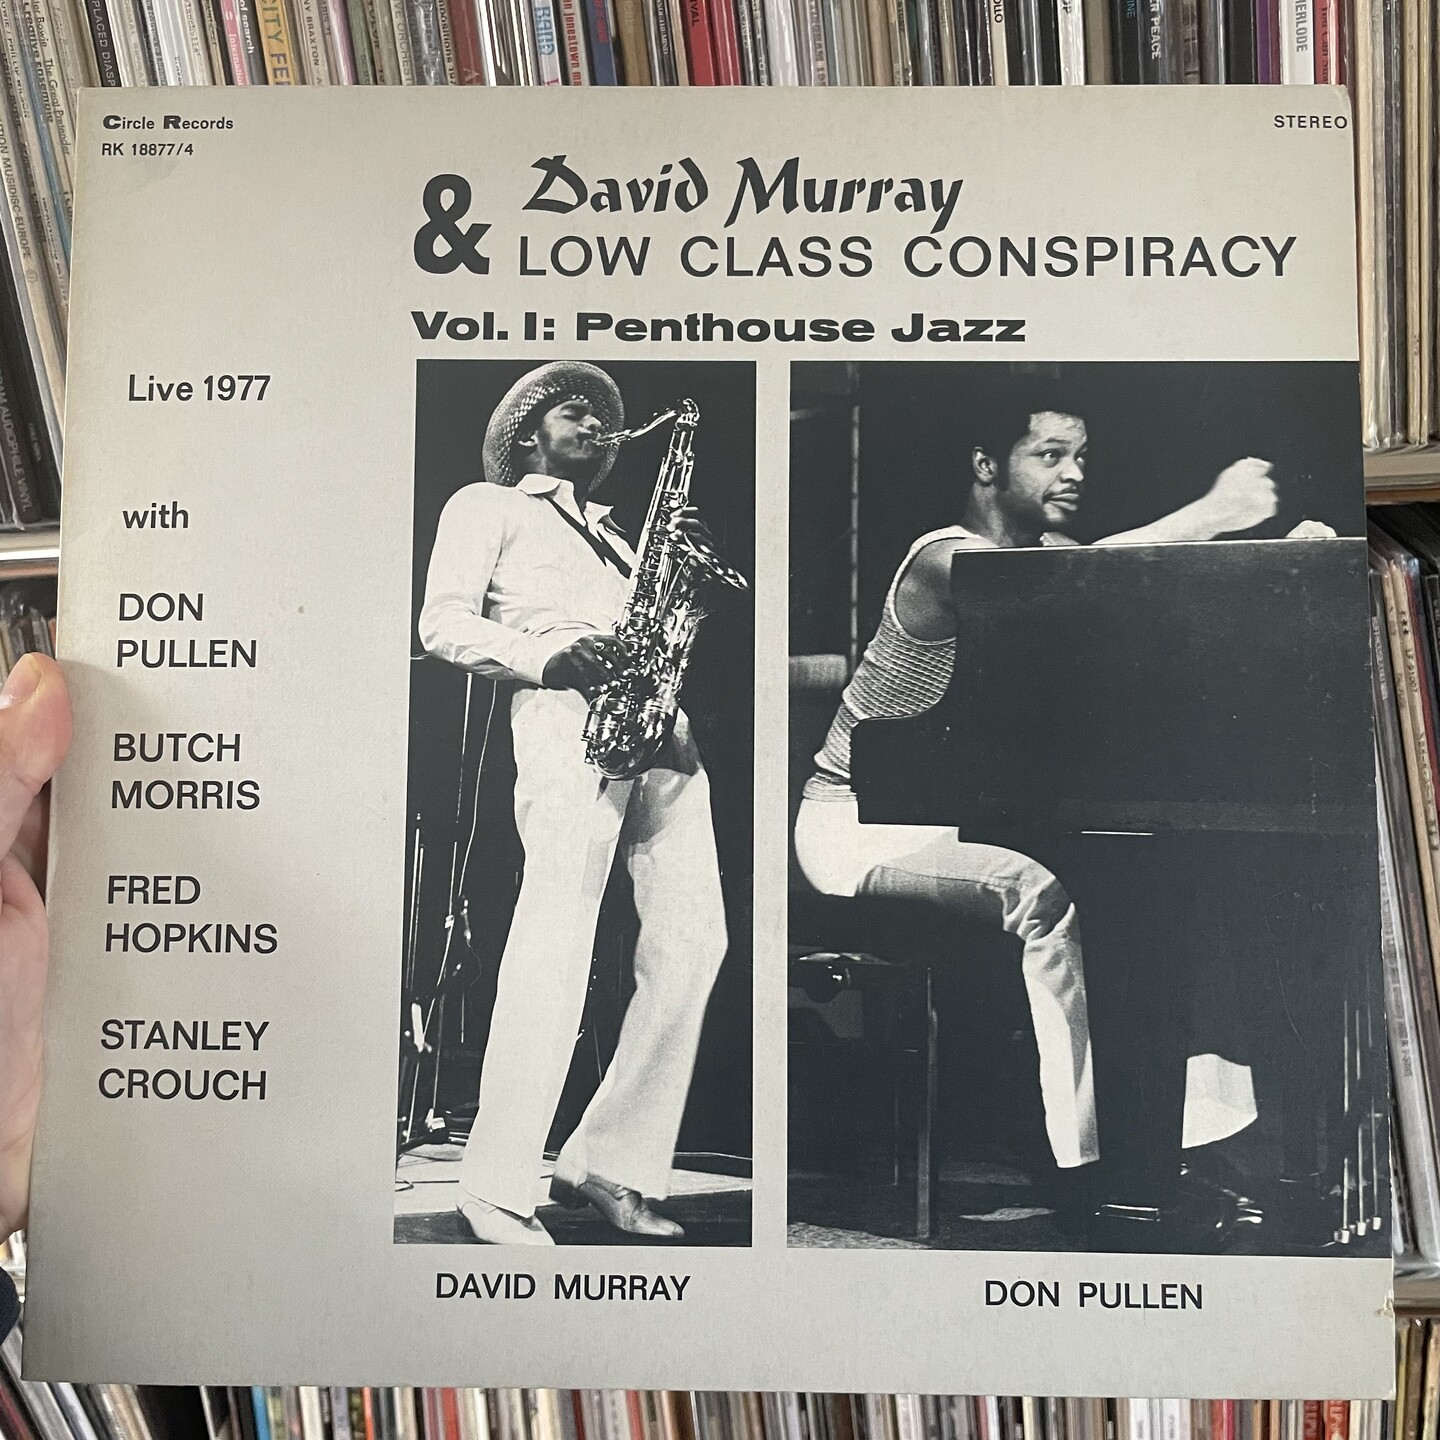 Circle Records
RK 18877/4
STEREO
& David Murray
LOW CLASS CONSPIRACY
Vol. I: Penthouse Jazz
Live 1977
with
DON
PULLEN
BUTCH
MORRIS
FRED
HOPKINS
STANLEY
CROUCH
DAVID MURRAY
DON PULLEN